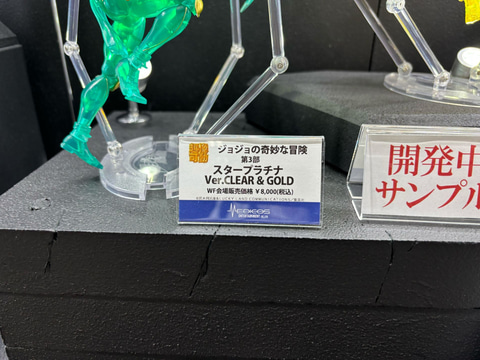 超像可動
ジョジョの奇妙な冒険
第3部
スタープラチナ
Ver.CLEAR & GOLD
WF会場販売価格 ¥8,000(税込)
開発中
サンプル